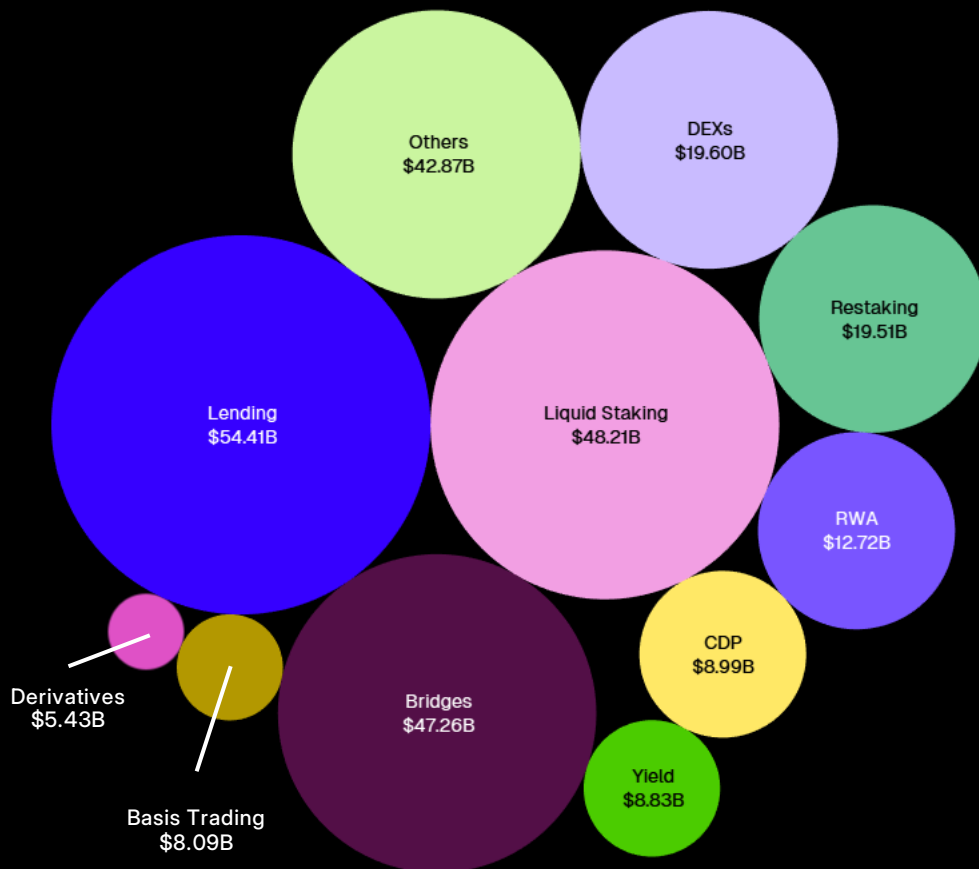 Others
$42.87B
DEXs
$19.60B
Restaking
$19.51B
Lending
$54.41B
Liquid Staking
$48.21B
RWA
$12.72B
CDP
$8.99B
Derivatives
$5.43B
Bridges
$47.26B
Yield
$8.83B
Basis Trading
$8.09B